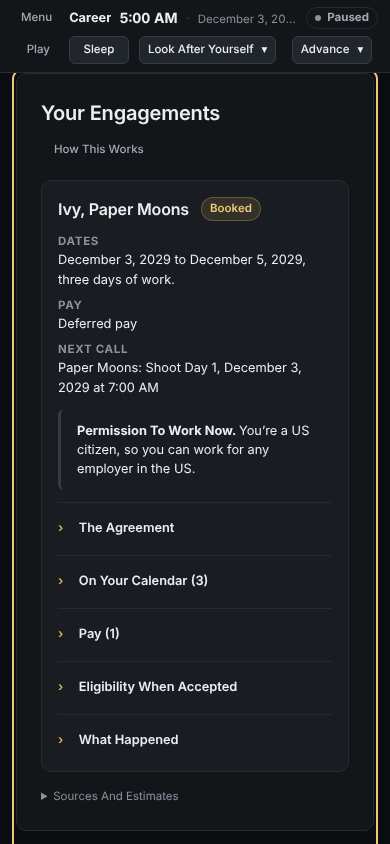 Menu Career 5:00 AM · December 3, 20... Paused
Play Sleep Look After Yourself ▾ Advance ▾
Your Engagements
How This Works
Ivy, Paper Moons Booked
DATES
December 3, 2029 to December 5, 2029,
three days of work.
PAY
Deferred pay
NEXT CALL
Paper Moons: Shoot Day 1, December 3,
2029 at 7:00 AM
Permission To Work Now. You're a US
citizen, so you can work for any
employer in the US.
› The Agreement
› On Your Calendar (3)
› Pay (1)
› Eligibility When Accepted
› What Happened
▶ Sources And Estimates